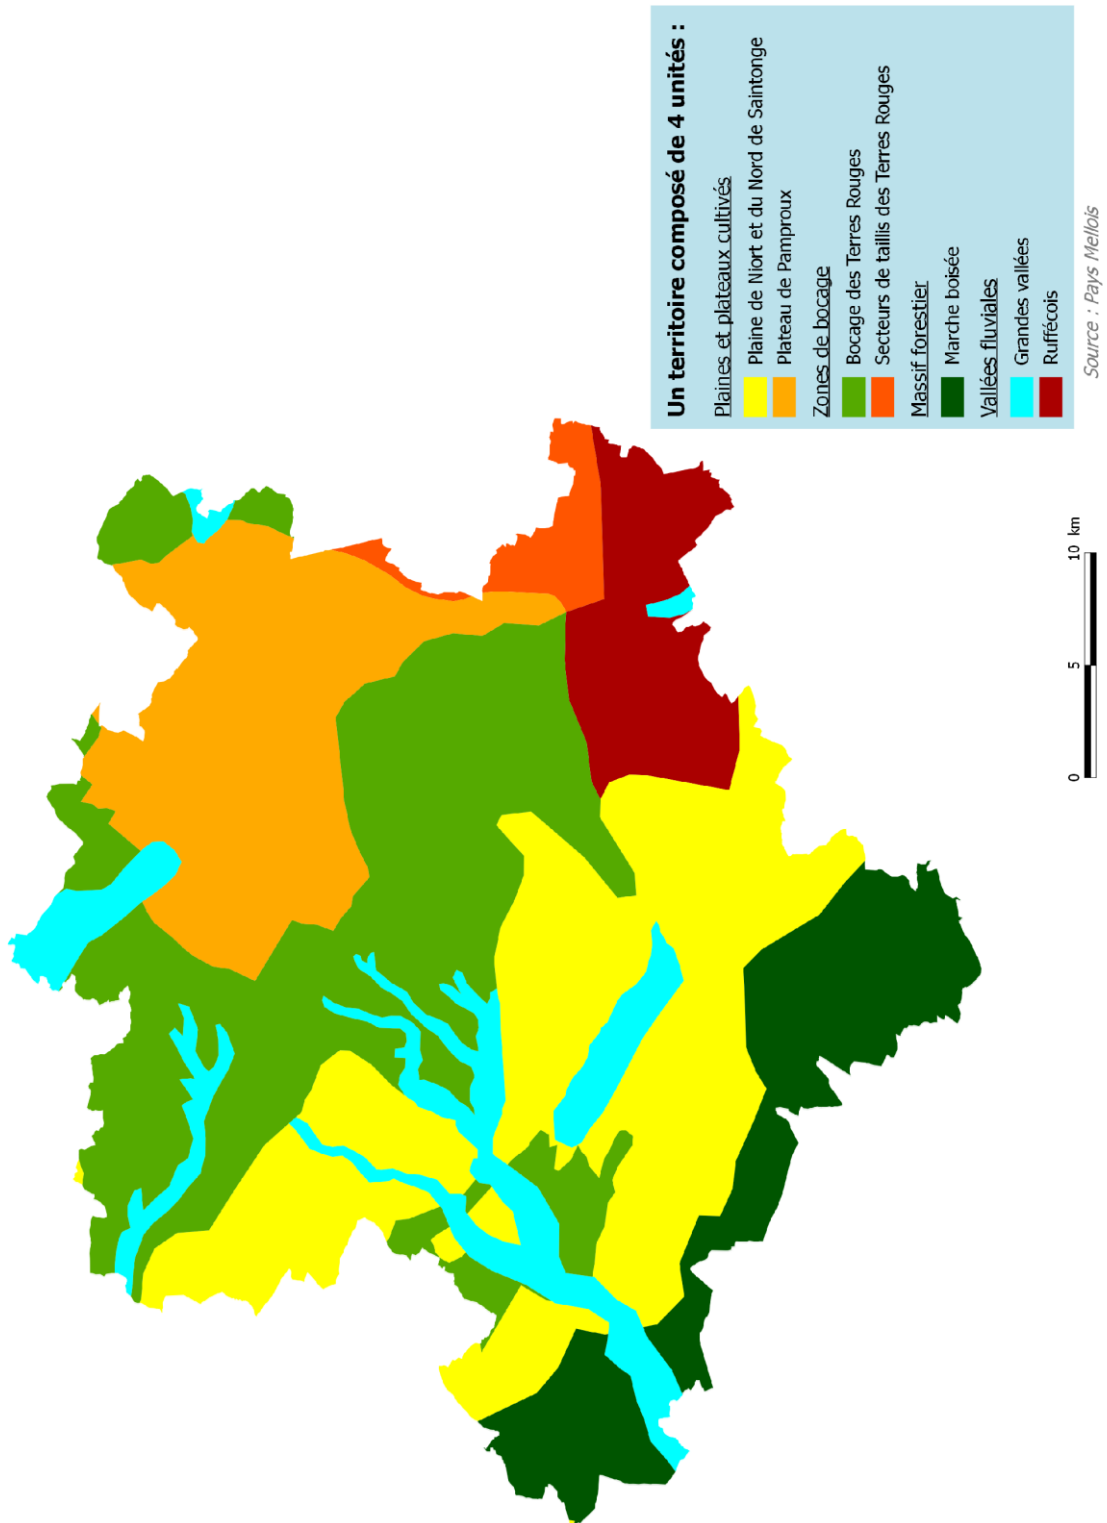 Un territoire composé de 4 unités :
Plaines et plateaux cultivés
Plaine de Niort et du Nord de Saintonge
Plateau de Pamproux
Zones de bocage
Bocage des Terres Rouges
Secteurs de taillis des Terres Rouges
Massif forestier
Marche boisée
Vallées fluviales
Grandes vallées
Ruffécois
0 5 10 km
Source : Pays Mellois